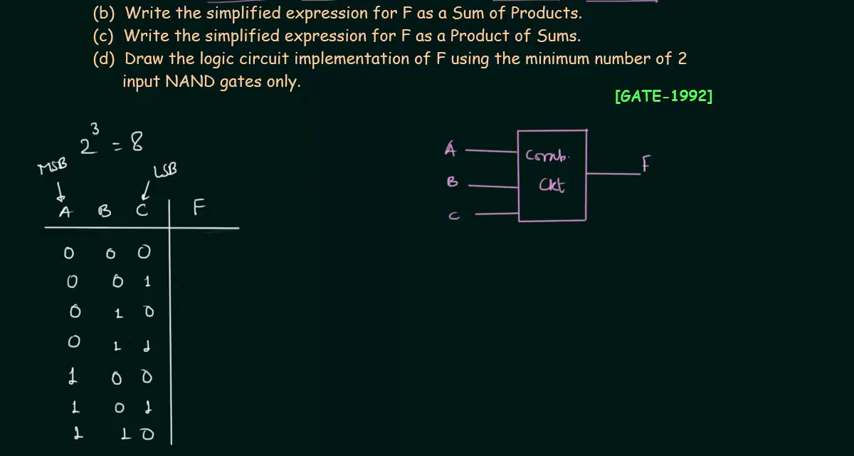 (b) Write the simplified expression for F as a Sum of Products.
(c) Write the simplified expression for F as a Product of Sums.
(d) Draw the logic circuit implementation of F using the minimum number of 2
input NAND gates only.
[GATE-1992]
2³ = 8
MSB LSB
A B C F
0 0 0
0 0 1
0 1 0
0 1 1
1 0 0
1 0 1
1 1 0
A
B
C
Comb.
Ckt
F